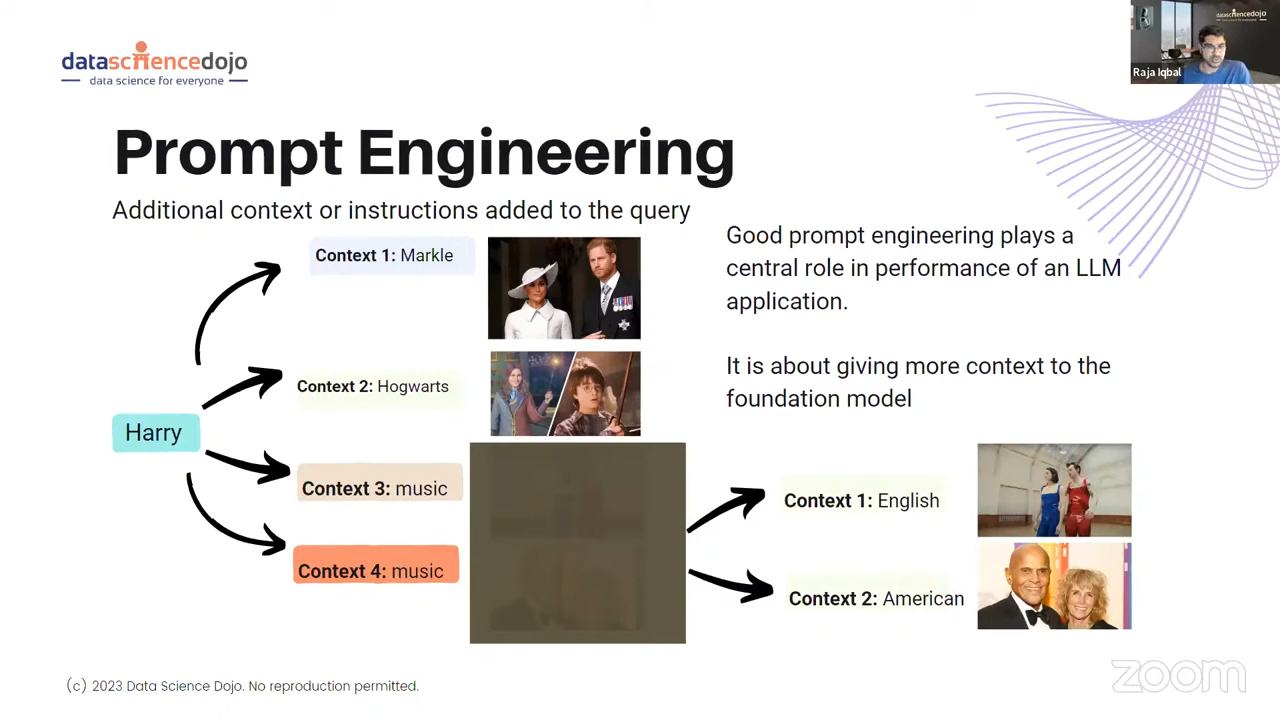 datasciencedojo
data science for everyone
datasciencedojo
Raja Iqbal
Prompt Engineering
Additional context or instructions added to the query
Harry
Context 1: Markle
Context 2: Hogwarts
Context 3: music
Context 4: music
Good prompt engineering plays a
central role in performance of an LLM
application.
It is about giving more context to the
foundation model
Context 1: English
Context 2: American
(c) 2023 Data Science Dojo. No reproduction permitted.
zoom